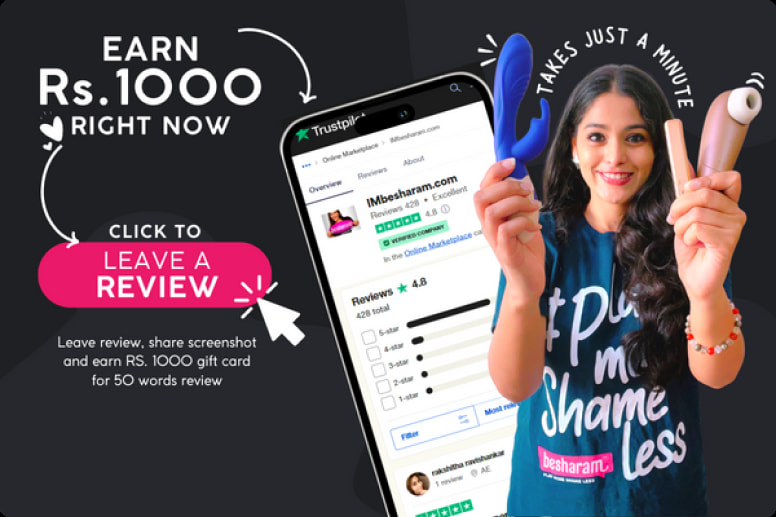 EARN
Rs.1000
RIGHT NOW
CLICK TO
LEAVE A
REVIEW
Leave review, share screenshot
and earn RS. 1000 gift card
for 50 words review
Trustpilot
Online Marketplace > IMbesharam.com
Overview Reviews About
IMbesharam.com
Reviews 428 • Excellent
4.8
VERIFIED COMPANY
In the Online Marketplace
Reviews 4.8
428 total
5-star
4-star
3-star
2-star
1-star
Filter
Most
rakshitha ravishankar
1 review AE
TAKES JUST A MINUTE
#Play
Shame
less
besharam